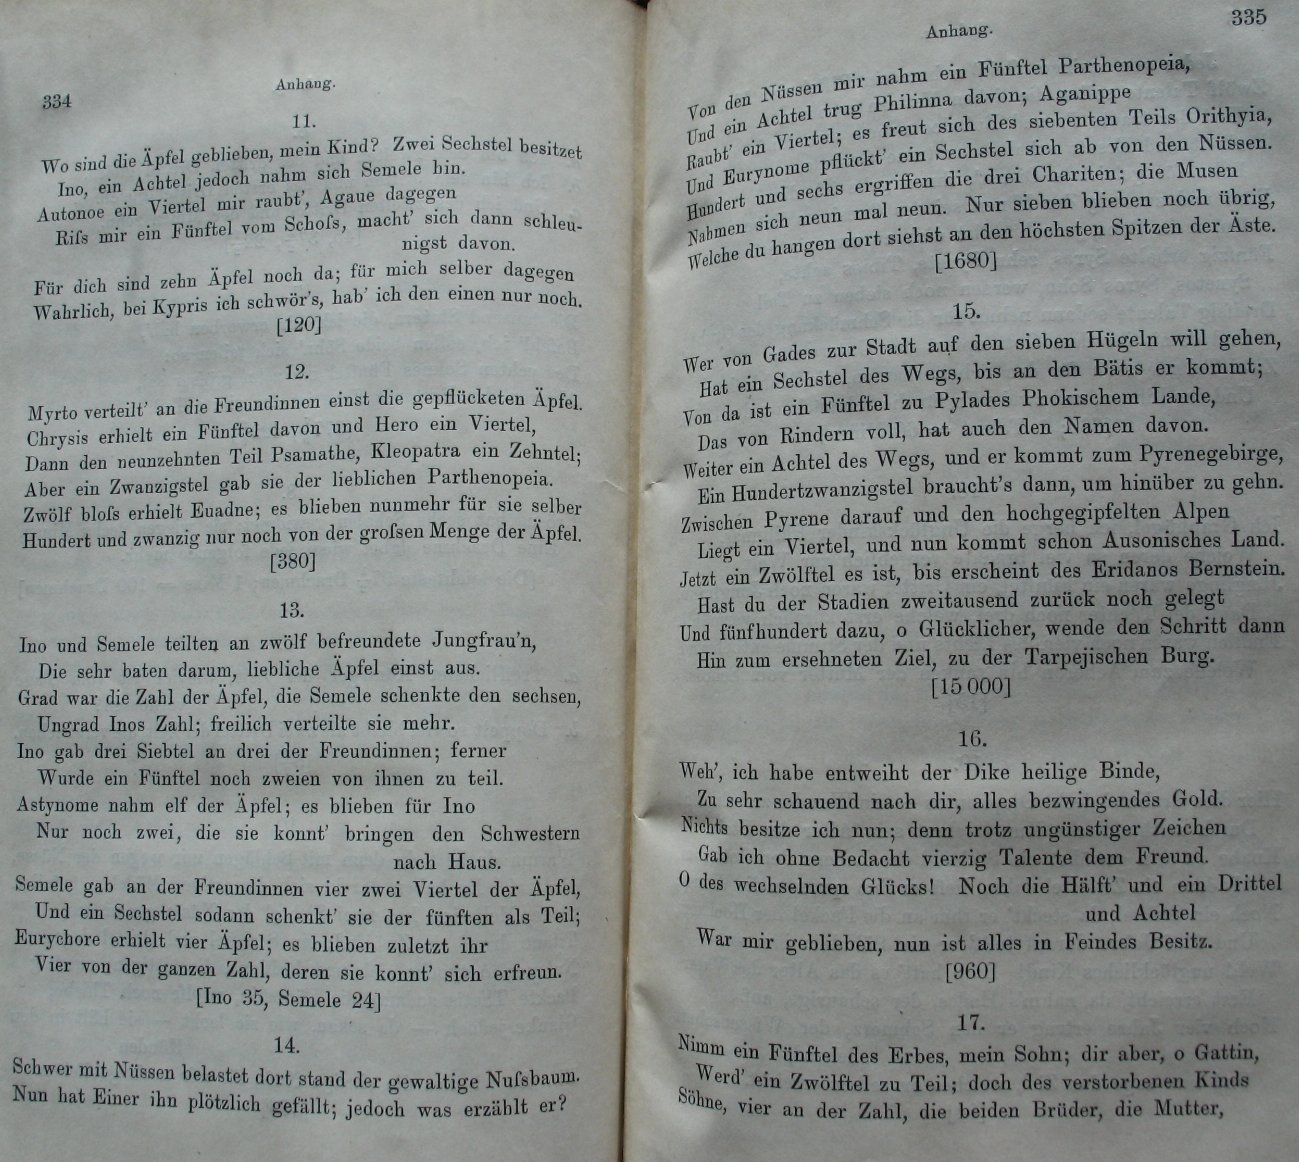 334
Anhang.
11.
Wo sind die Äpfel geblieben, mein Kind? Zwei Sechstel besitzet
Ino, ein Achtel jedoch nahm sich Semele hin.
Autonoe ein Viertel mir raubt', Agaue dagegen
Riſs mir ein Fünftel vom Schoſs, macht' sich dann schleu-
nigst davon.
Für dich sind zehn Äpfel noch da; für mich selber dagegen
Wahrlich, bei Kypris ich schwör's, hab' ich den einen nur noch.
[120]
12.
Myrto verteilt' an die Freundinnen einst die gepflücketen Äpfel.
Chrysis erhielt ein Fünftel davon und Hero ein Viertel,
Dann den neunzehnten Teil Psamathe, Kleopatra ein Zehntel;
Aber ein Zwanzigstel gab sie der lieblichen Parthenopeia.
Zwölf bloſs erhielt Euadne; es blieben nunmehr für sie selber
Hundert und zwanzig nur noch von der groſsen Menge der Äpfel.
[380]
13.
Ino und Semele teilten an zwölf befreundete Jungfrau'n,
Die sehr baten darum, liebliche Äpfel einst aus.
Grad war die Zahl der Äpfel, die Semele schenkte den sechsen,
Ungrad Inos Zahl; freilich verteilte sie mehr.
Ino gab drei Siebtel an drei der Freundinnen; ferner
Wurde ein Fünftel noch zweien von ihnen zu teil.
Astynome nahm elf der Äpfel; es blieben für Ino
Nur noch zwei, die sie konnt' bringen den Schwestern
nach Haus.
Semele gab an der Freundinnen vier zwei Viertel der Äpfel,
Und ein Sechstel sodann schenkt' sie der fünften als Teil;
Eurychore erhielt vier Äpfel; es blieben zuletzt ihr
Vier von der ganzen Zahl, deren sie konnt' sich erfreun.
[Ino 35, Semele 24]
14.
Schwer mit Nüssen belastet dort stand der gewaltige Nuſsbaum.
Nun hat Einer ihn plötzlich gefällt; jedoch was erzählt er?
Anhang.
335
Von den Nüssen mir nahm ein Fünftel Parthenopeia,
Und ein Achtel trug Philinna davon; Aganippe
Raubt' ein Viertel; es freut sich des siebenten Teils Orithyia,
Und Eurynome pflückt' ein Sechstel sich ab von den Nüssen.
Hundert und sechs ergriffen die drei Chariten; die Musen
Nahmen sich neun mal neun. Nur sieben blieben noch übrig,
Welche du hangen dort siehst an den höchsten Spitzen der Äste.
[1680]
15.
Wer von Gades zur Stadt auf den sieben Hügeln will gehen,
Hat ein Sechstel des Wegs, bis an den Bätis er kommt;
Von da ist ein Fünftel zu Pylades Phokischem Lande,
Das von Rindern voll, hat auch den Namen davon.
Weiter ein Achtel des Wegs, und er kommt zum Pyrenegebirge,
Ein Hundertzwanzigstel braucht's dann, um hinüber zu gehn.
Zwischen Pyrene darauf und den hochgegipfelten Alpen
Liegt ein Viertel, und nun kommt schon Ausonisches Land.
Jetzt ein Zwölftel es ist, bis erscheint des Eridanos Bernstein.
Hast du der Stadien zweitausend zurück noch gelegt
Und fünfhundert dazu, o Glücklicher, wende den Schritt dann
Hin zum ersehneten Ziel, zu der Tarpejischen Burg.
[15 000]
16.
Weh', ich habe entweiht der Dike heilige Binde,
Zu sehr schauend nach dir, alles bezwingendes Gold.
Nichts besitze ich nun; denn trotz ungünstiger Zeichen
Gab ich ohne Bedacht vierzig Talente dem Freund.
O des wechselnden Glücks! Noch die Hälft' und ein Drittel
und Achtel
War mir geblieben, nun ist alles in Feindes Besitz.
[960]
17.
Nimm ein Fünftel des Erbes, mein Sohn; dir aber, o Gattin,
Werd' ein Zwölftel zu Teil; doch des verstorbenen Kinds
Söhne, vier an der Zahl, die beiden Brüder, die Mutter,